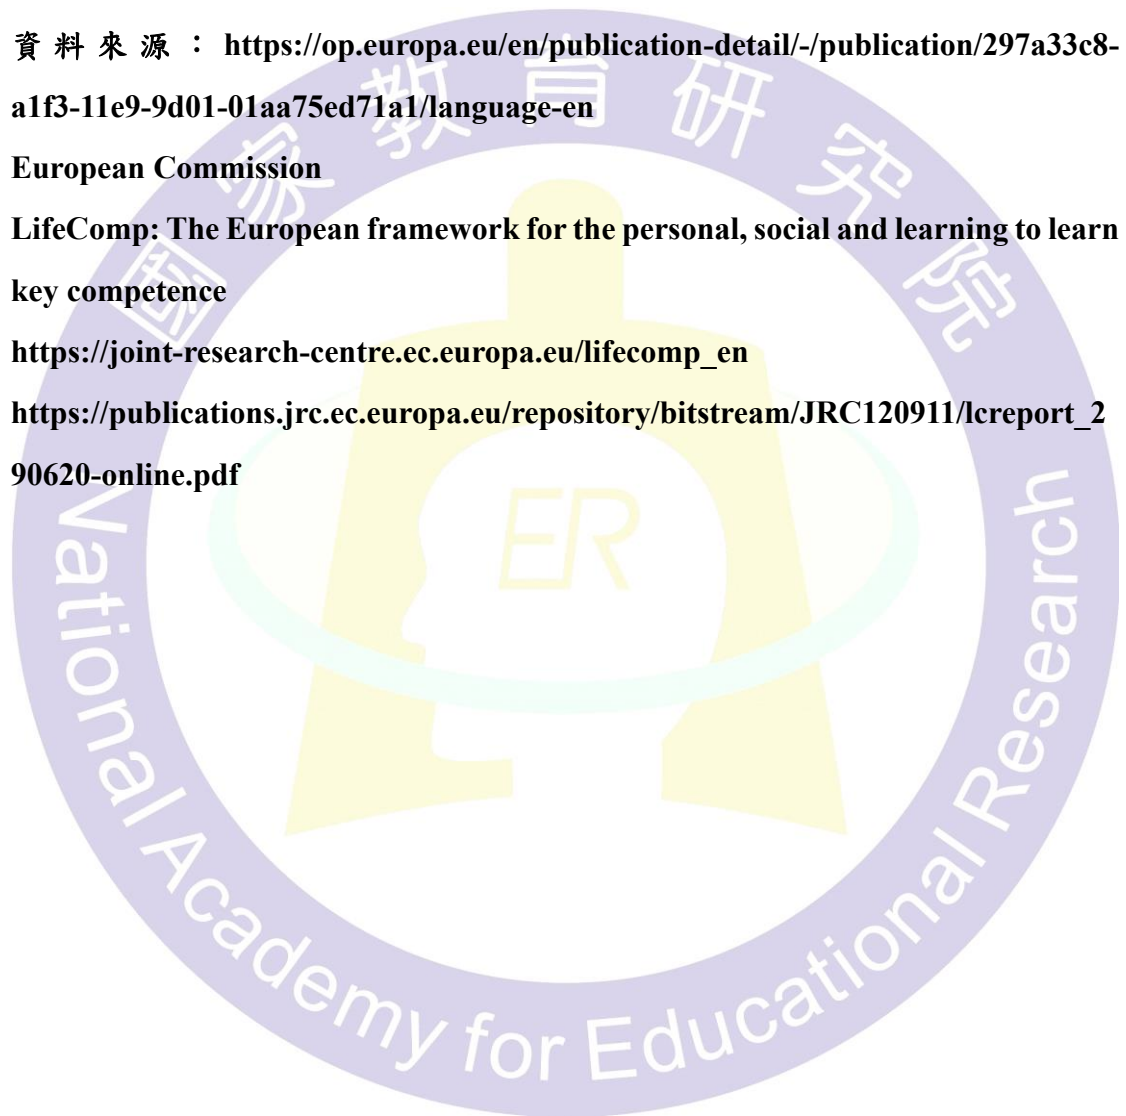 資料來源：https://op.europa.eu/en/publication-detail/-/publication/297a33c8-
a1f3-11e9-9d01-01aa75ed71a1/language-en
European Commission
LifeComp: The European framework for the personal, social and learning to learn
key competence
https://joint-research-centre.ec.europa.eu/lifecomp_en
https://publications.jrc.ec.europa.eu/repository/bitstream/JRC120911/lcreport_2
90620-online.pdf
國家教育研究院
ER
National Academy for Educational Research